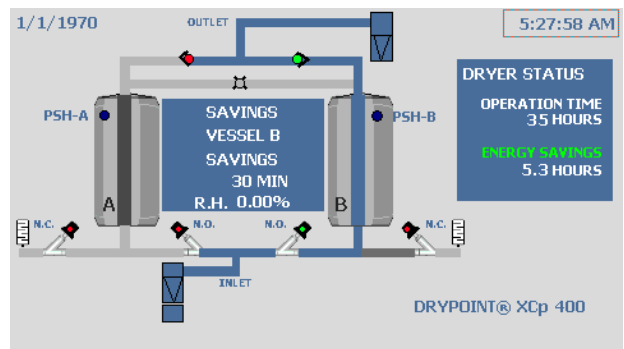 1/1/1970
OUTLET
5:27:58 AM
DRYER STATUS
OPERATION TIME
35 HOURS
ENERGY SAVINGS
5.3 HOURS
PSH-A
SAVINGS
VESSEL B
SAVINGS
30 MIN
R.H. 0.00%
PSH-B
A
B
N.C.
N.O.
N.O.
N.C.
INLET
DRYPOINT® XCp 400